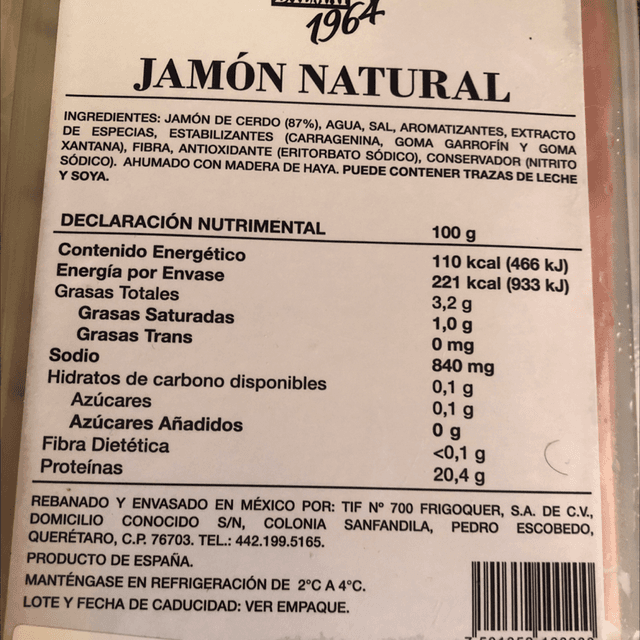 1964
JAMÓN NATURAL
INGREDIENTES: JAMÓN DE CERDO (87%), AGUA, SAL, AROMATIZANTES, EXTRACTO
DE ESPECIAS, ESTABILIZANTES (CARRAGENINA, GOMA GARROFÍN Y GOMA
XANTANA), FIBRA, ANTIOXIDANTE (ERITORBATO SÓDICO), CONSERVADOR (NITRITO
SÓDICO). AHUMADO CON MADERA DE HAYA. PUEDE CONTENER TRAZAS DE LECHE
Y SOYA.
DECLARACIÓN NUTRIMENTAL 100 g
Contenido Energético 110 kcal (466 kJ)
Energía por Envase 221 kcal (933 kJ)
Grasas Totales 3,2 g
Grasas Saturadas 1,0 g
Grasas Trans 0 mg
Sodio 840 mg
Hidratos de carbono disponibles 0,1 g
Azúcares 0,1 g
Azúcares Añadidos 0 g
Fibra Dietética <0,1 g
Proteínas 20,4 g
REBANADO Y ENVASADO EN MÉXICO POR: TIF Nº 700 FRIGOQUER, S.A. DE C.V.,
DOMICILIO CONOCIDO S/N, COLONIA SANFANDILA, PEDRO ESCOBEDO,
QUERÉTARO, C.P. 76703. TEL.: 442.199.5165.
PRODUCTO DE ESPAÑA.
MANTÉNGASE EN REFRIGERACIÓN DE 2°C A 4°C.
LOTE Y FECHA DE CADUCIDAD: VER EMPAQUE.